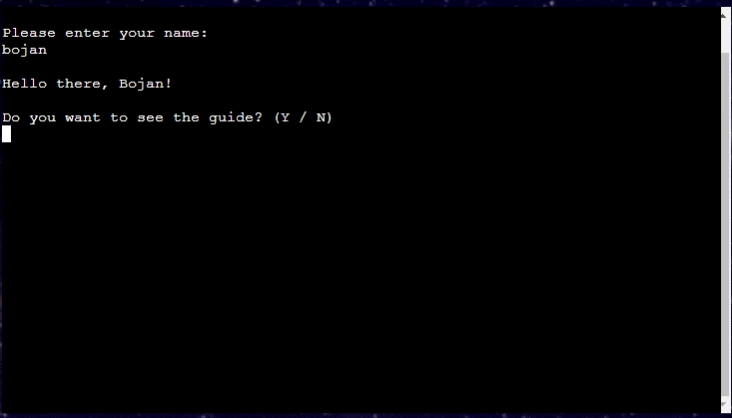 Please enter your name:
bojan
Hello there, Bojan!
Do you want to see the guide? (Y / N)